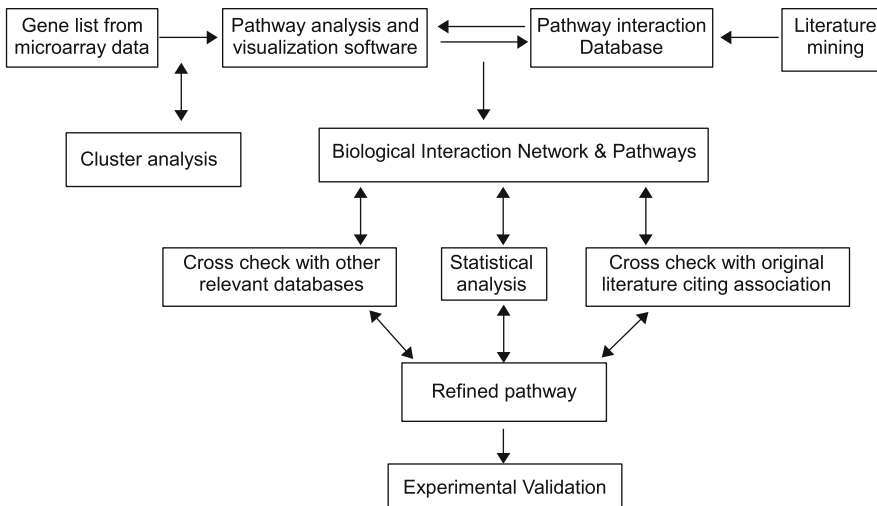 Gene list from
microarray data
Pathway analysis and
visualization software
Pathway interaction
Database
Literature
mining
Cluster analysis
Biological Interaction Network & Pathways
Cross check with other
relevant databases
Statistical
analysis
Cross check with original
literature citing association
Refined pathway
Experimental Validation